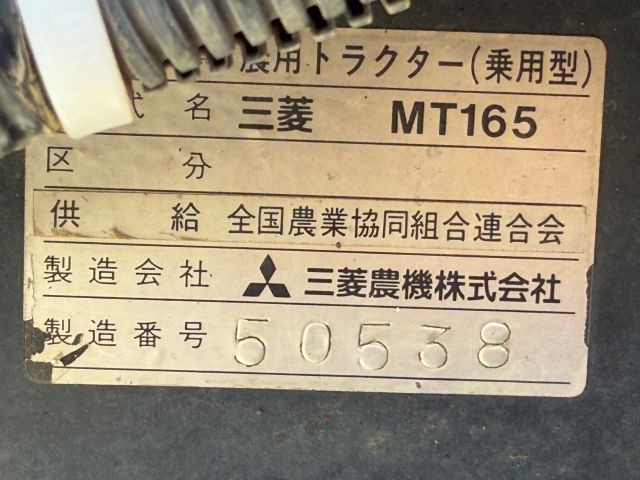 農用トラクター(乗用型)
式名 三菱 MT165
区分
供給 全国農業協同組合連合会
製造会社 三菱農機株式会社
製造番号 50538